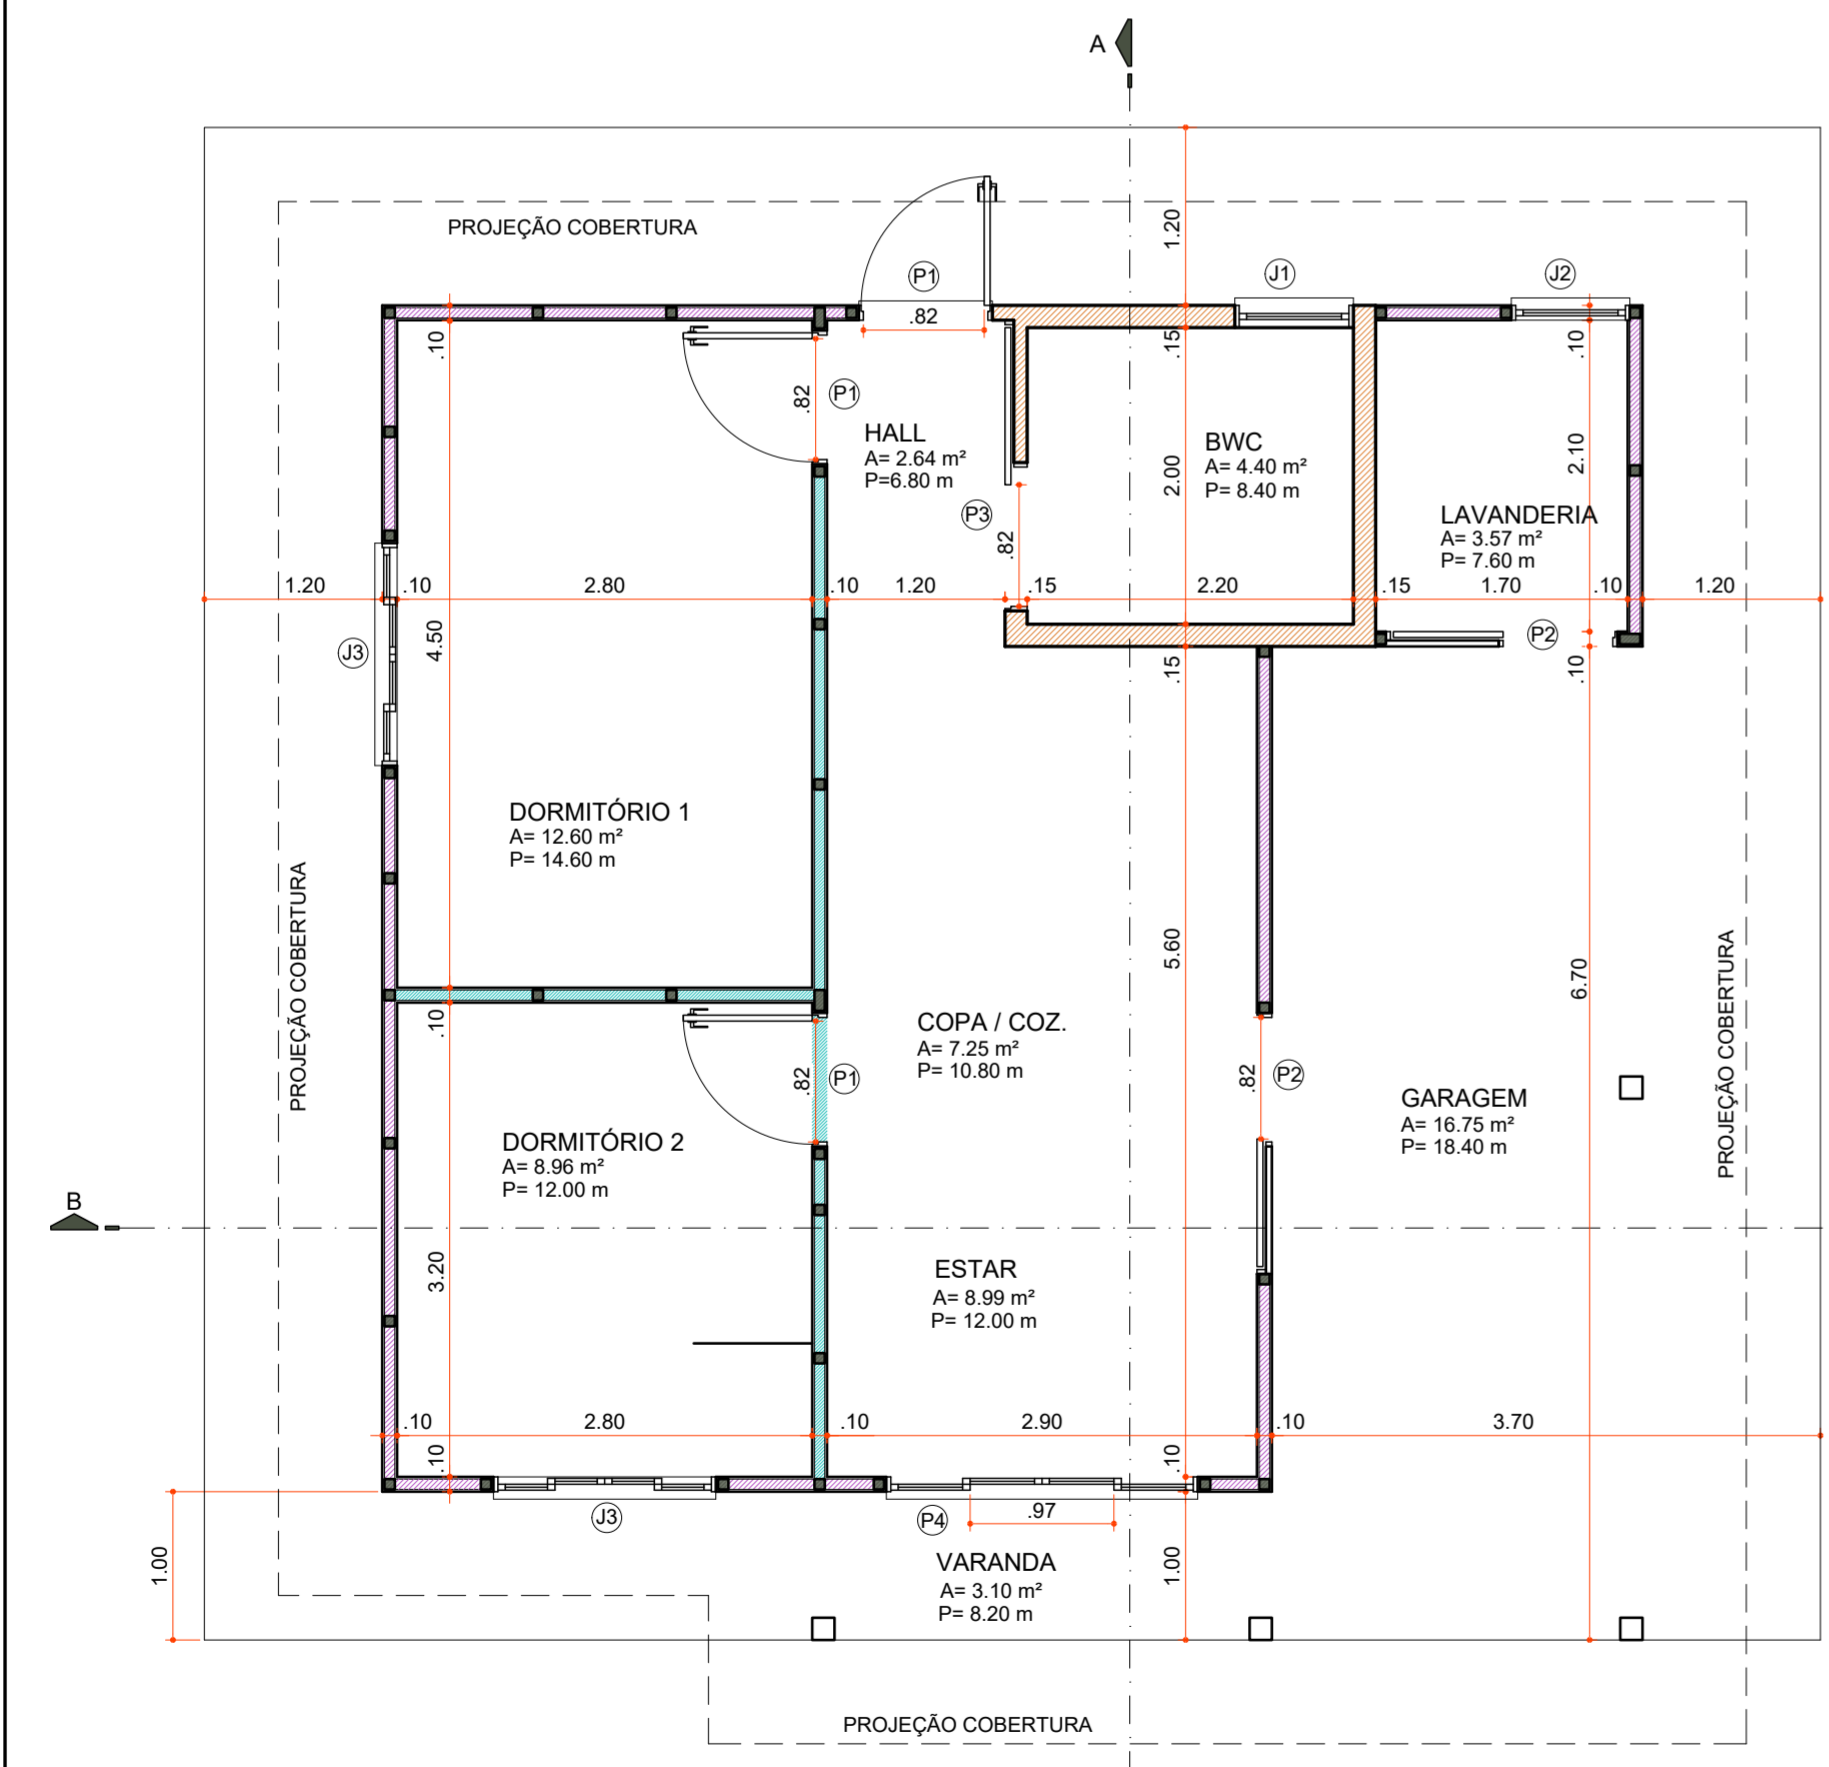 A
PROJEÇÃO COBERTURA
1.20
P1
J1
J2
.82
.10
.15
.10
.82
P1
HALL
A= 2.64 m²
P=6.80 m
BWC
A= 4.40 m²
P= 8.40 m
2.00
2.10
P3
.82
LAVANDERIA
A= 3.57 m²
P= 7.60 m
1.20
.10
2.80
.10
1.20
.15
2.20
.15
1.70
.10
1.20
J3
4.50
P2
.15
.10
DORMITÓRIO 1
A= 12.60 m²
P= 14.60 m
PROJEÇÃO COBERTURA
5.60
6.70
PROJEÇÃO COBERTURA
.10
COPA / COZ.
A= 7.25 m²
P= 10.80 m
.82
P1
.82
P2
GARAGEM
A= 16.75 m²
P= 18.40 m
DORMITÓRIO 2
A= 8.96 m²
P= 12.00 m
B
3.20
ESTAR
A= 8.99 m²
P= 12.00 m
.10
2.80
.10
2.90
.10
3.70
.10
.10
J3
P4
.97
1.00
VARANDA
A= 3.10 m²
P= 8.20 m
1.00
PROJEÇÃO COBERTURA